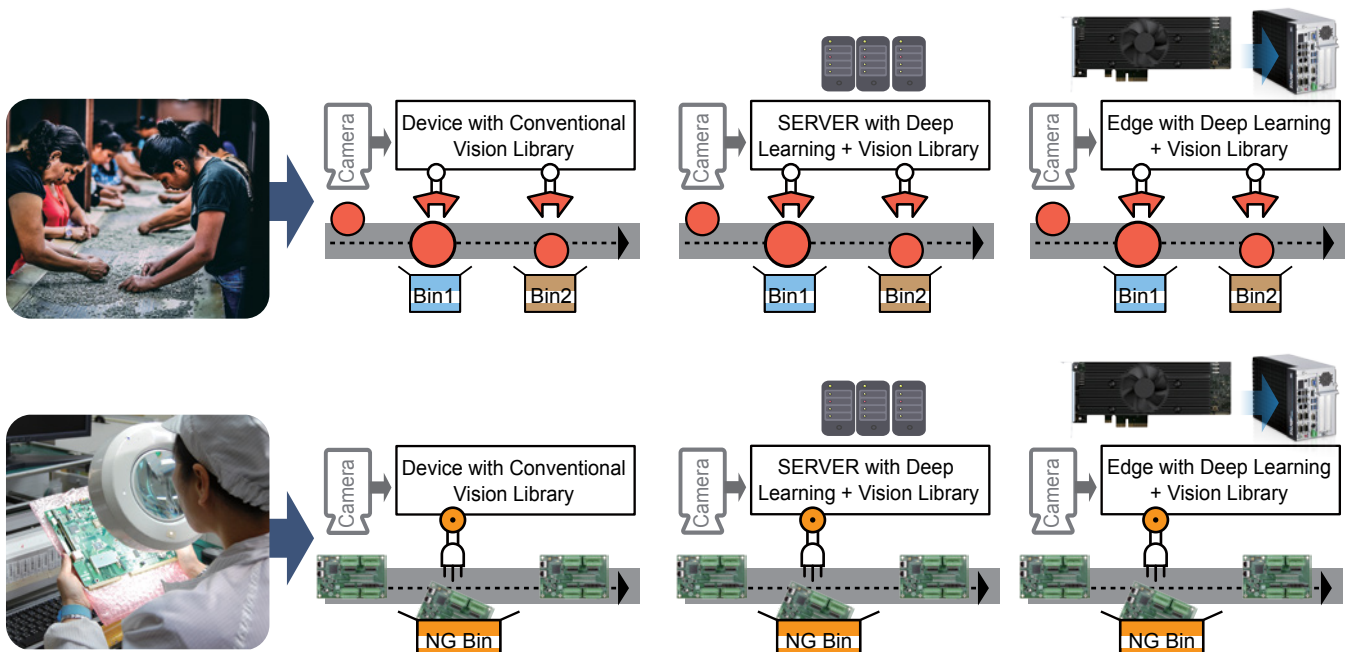 Camera
Device with Conventional
Vision Library
Bin1
Bin2
Camera
SERVER with Deep
Learning + Vision Library
Bin1
Bin2
Camera
Edge with Deep Learning
+ Vision Library
Bin1
Bin2
Camera
Device with Conventional
Vision Library
NG Bin
Camera
SERVER with Deep
Learning + Vision Library
NG Bin
Camera
Edge with Deep Learning
+ Vision Library
NG Bin